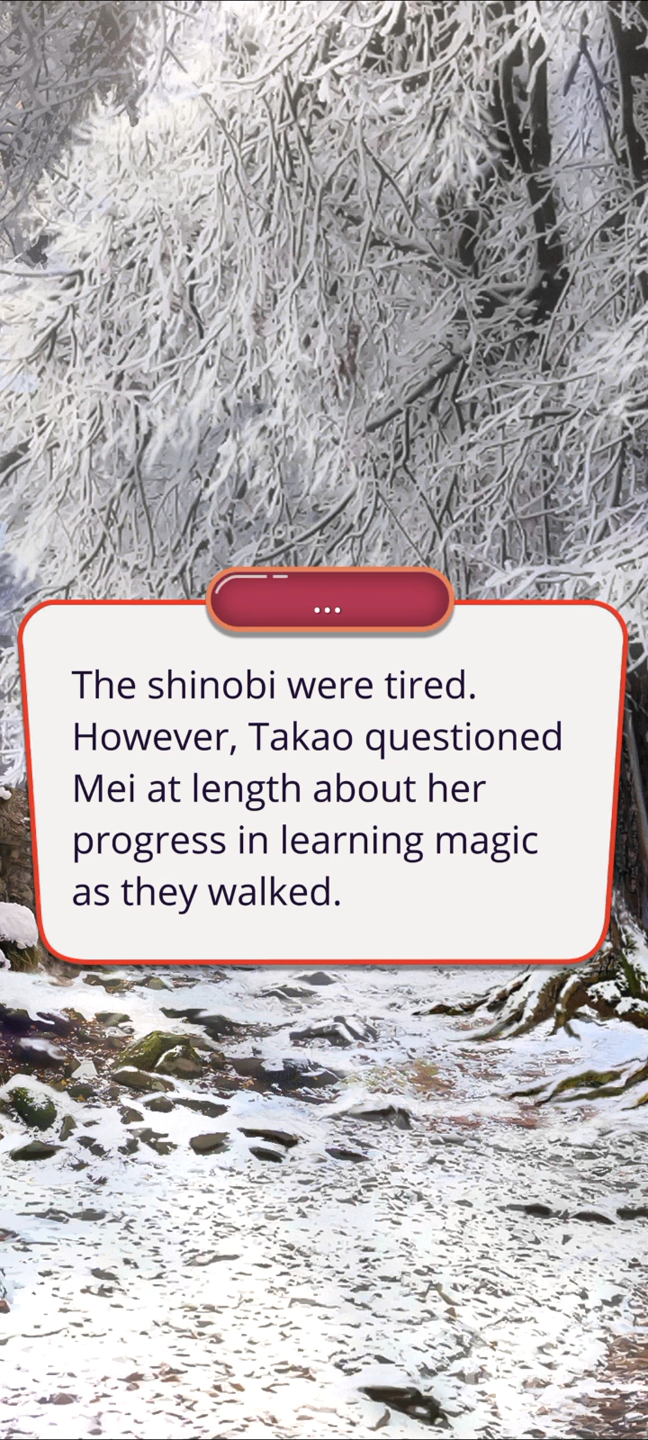 ...
The shinobi were tired.
However, Takao questioned
Mei at length about her
progress in learning magic
as they walked.